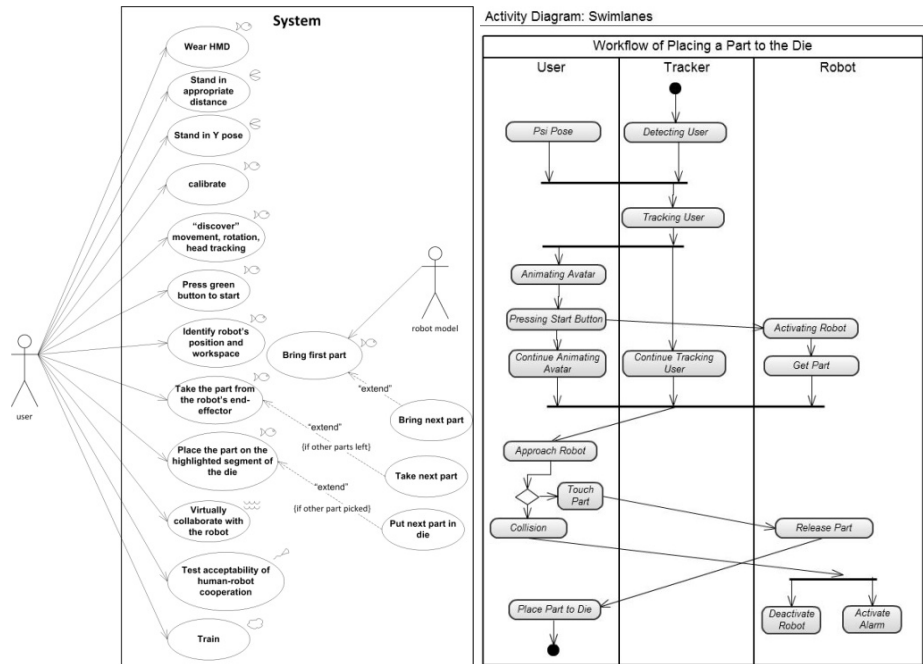 System
Wear HMD
Stand in
appropriate
distance
Stand in Y pose
calibrate
“discover”
movement, rotation,
head tracking
Press green
button to start
Identify robot's
position and
workspace
Take the part from
the robot's end-
effector
Place the part on the
highlighted segment of
the die
Virtually
collaborate with
the robot
Test acceptability of
human-robot
cooperation
Train
user
robot model
Bring first part
“extend”
Bring next part
“extend”
{if other parts left}
Take next part
“extend”
{if other part picked}
Put next part in
die
Activity Diagram: Swimlanes
Workflow of Placing a Part to the Die
User
Tracker
Robot
Psi Pose
Detecting User
Tracking User
Animating Avatar
Pressing Start Button
Activating Robot
Continue Animating
Avatar
Continue Tracking
User
Get Part
Approach Robot
Touch
Part
Collision
Release Part
Place Part to Die
Deactivate
Robot
Activate
Alarm